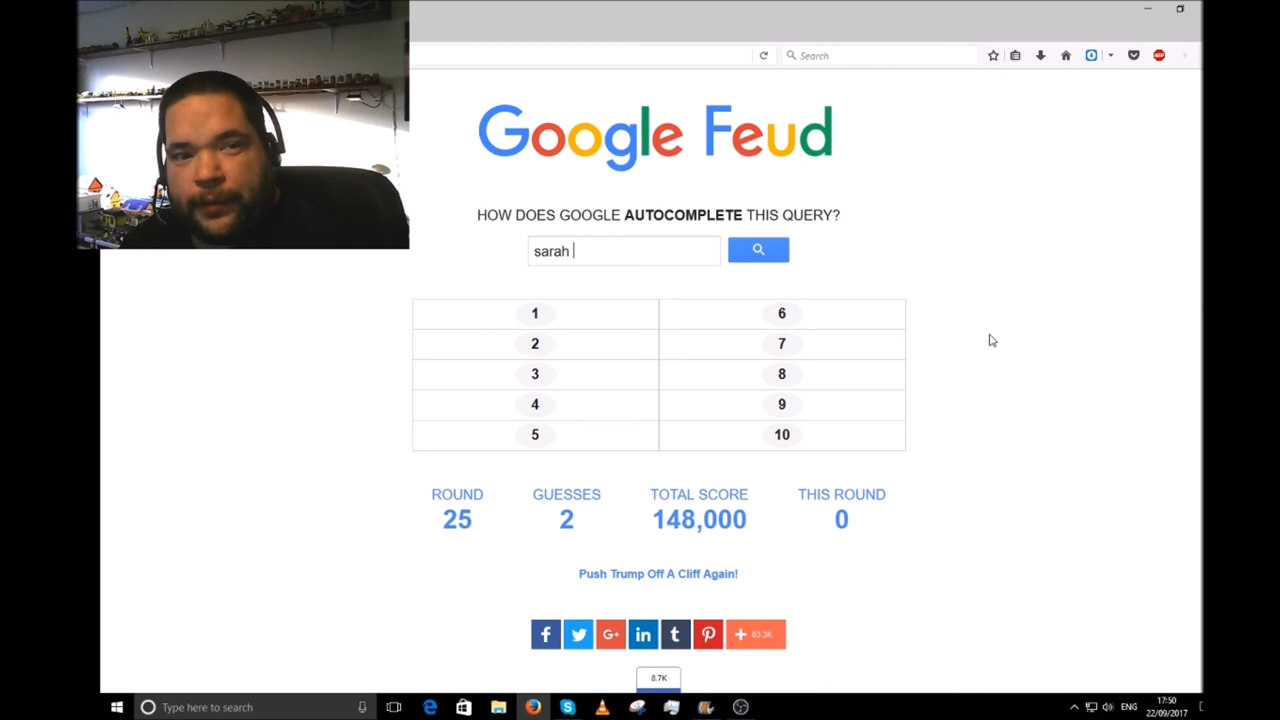 Search
Google Feud
HOW DOES GOOGLE AUTOCOMPLETE THIS QUERY?
sarah
1 6
2 7
3 8
4 9
5 10
ROUND GUESSES TOTAL SCORE THIS ROUND
25 2 148,000 0
Push Trump Off A Cliff Again!
63.3K
8.7K
Type here to search
ENG
17:50
22/09/2017